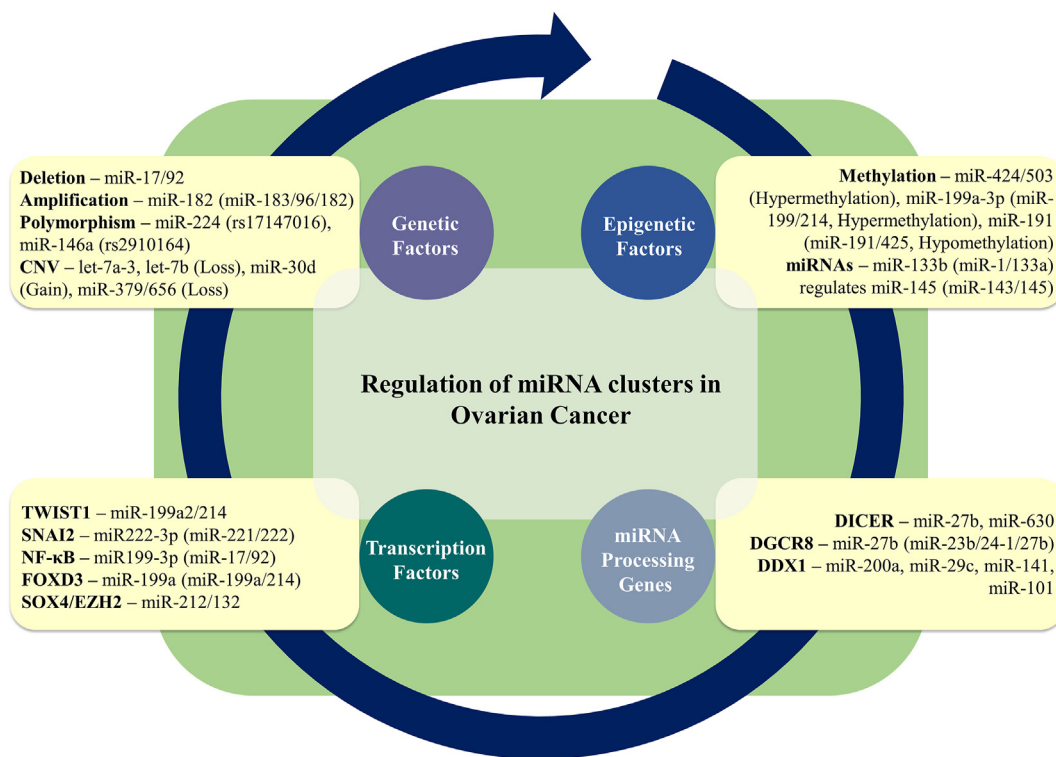 Deletion – miR-17/92
Amplification – miR-182 (miR-183/96/182)
Polymorphism – miR-224 (rs17147016),
miR-146a (rs2910164)
CNV – let-7a-3, let-7b (Loss), miR-30d
(Gain), miR-379/656 (Loss)
Genetic
Factors
Epigenetic
Factors
Methylation – miR-424/503
(Hypermethylation), miR-199a-3p (miR-
199/214, Hypermethylation), miR-191
(miR-191/425, Hypomethylation)
miRNAs – miR-133b (miR-1/133a)
regulates miR-145 (miR-143/145)
Regulation of miRNA clusters in
Ovarian Cancer
TWIST1 – miR-199a2/214
SNAI2 – miR222-3p (miR-221/222)
NF-κB – miR199-3p (miR-17/92)
FOXD3 – miR-199a (miR-199a/214)
SOX4/EZH2 – miR-212/132
Transcription
Factors
miRNA
Processing
Genes
DICER – miR-27b, miR-630
DGCR8 – miR-27b (miR-23b/24-1/27b)
DDX1 – miR-200a, miR-29c, miR-141,
miR-101